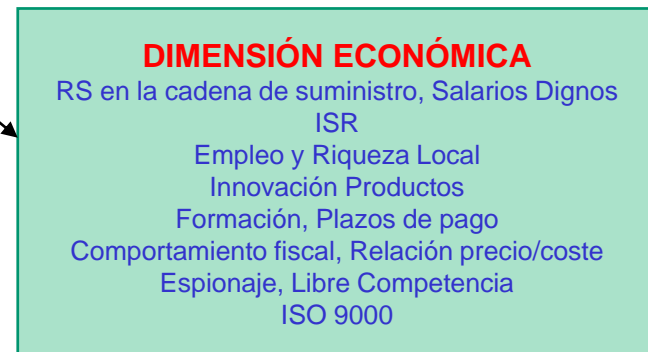 DIMENSIÓN ECONÓMICA
RS en la cadena de suministro, Salarios Dignos
ISR
Empleo y Riqueza Local
Innovación Productos
Formación, Plazos de pago
Comportamiento fiscal, Relación precio/coste
Espionaje, Libre Competencia
ISO 9000